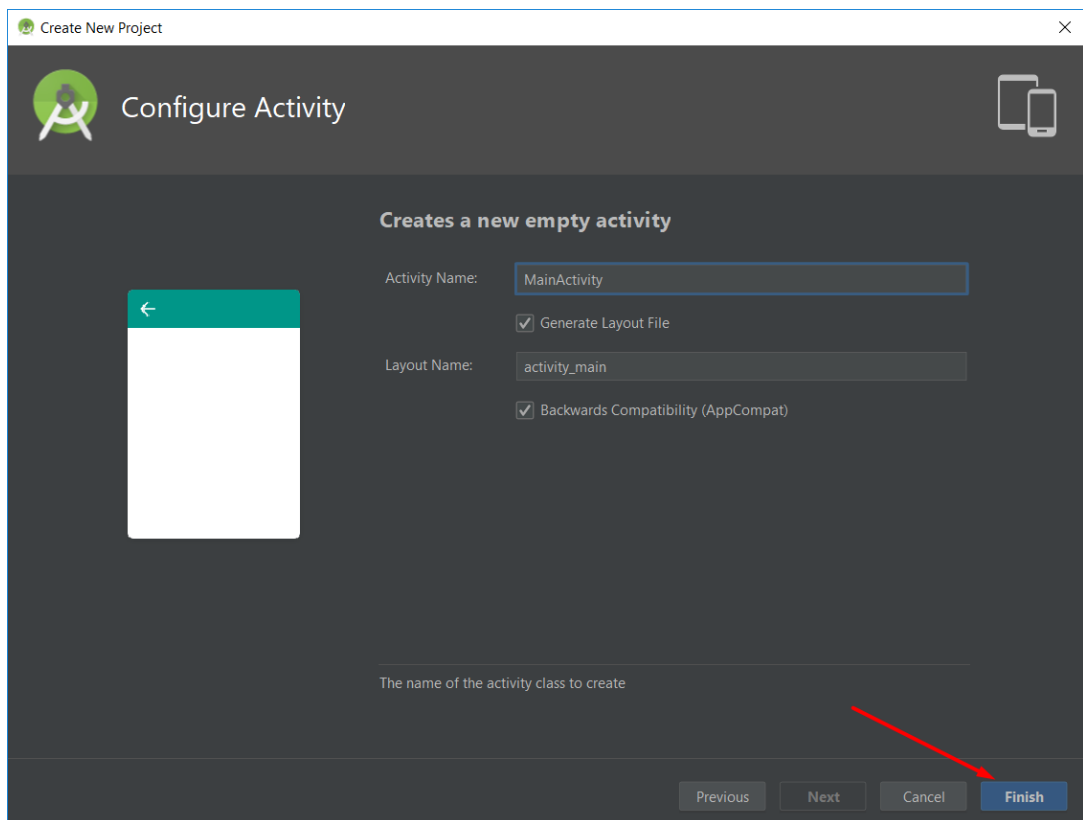 Create New Project
Configure Activity
Creates a new empty activity
Activity Name: MainActivity
Generate Layout File
Layout Name: activity_main
Backwards Compatibility (AppCompat)
The name of the activity class to create
Previous Next Cancel Finish